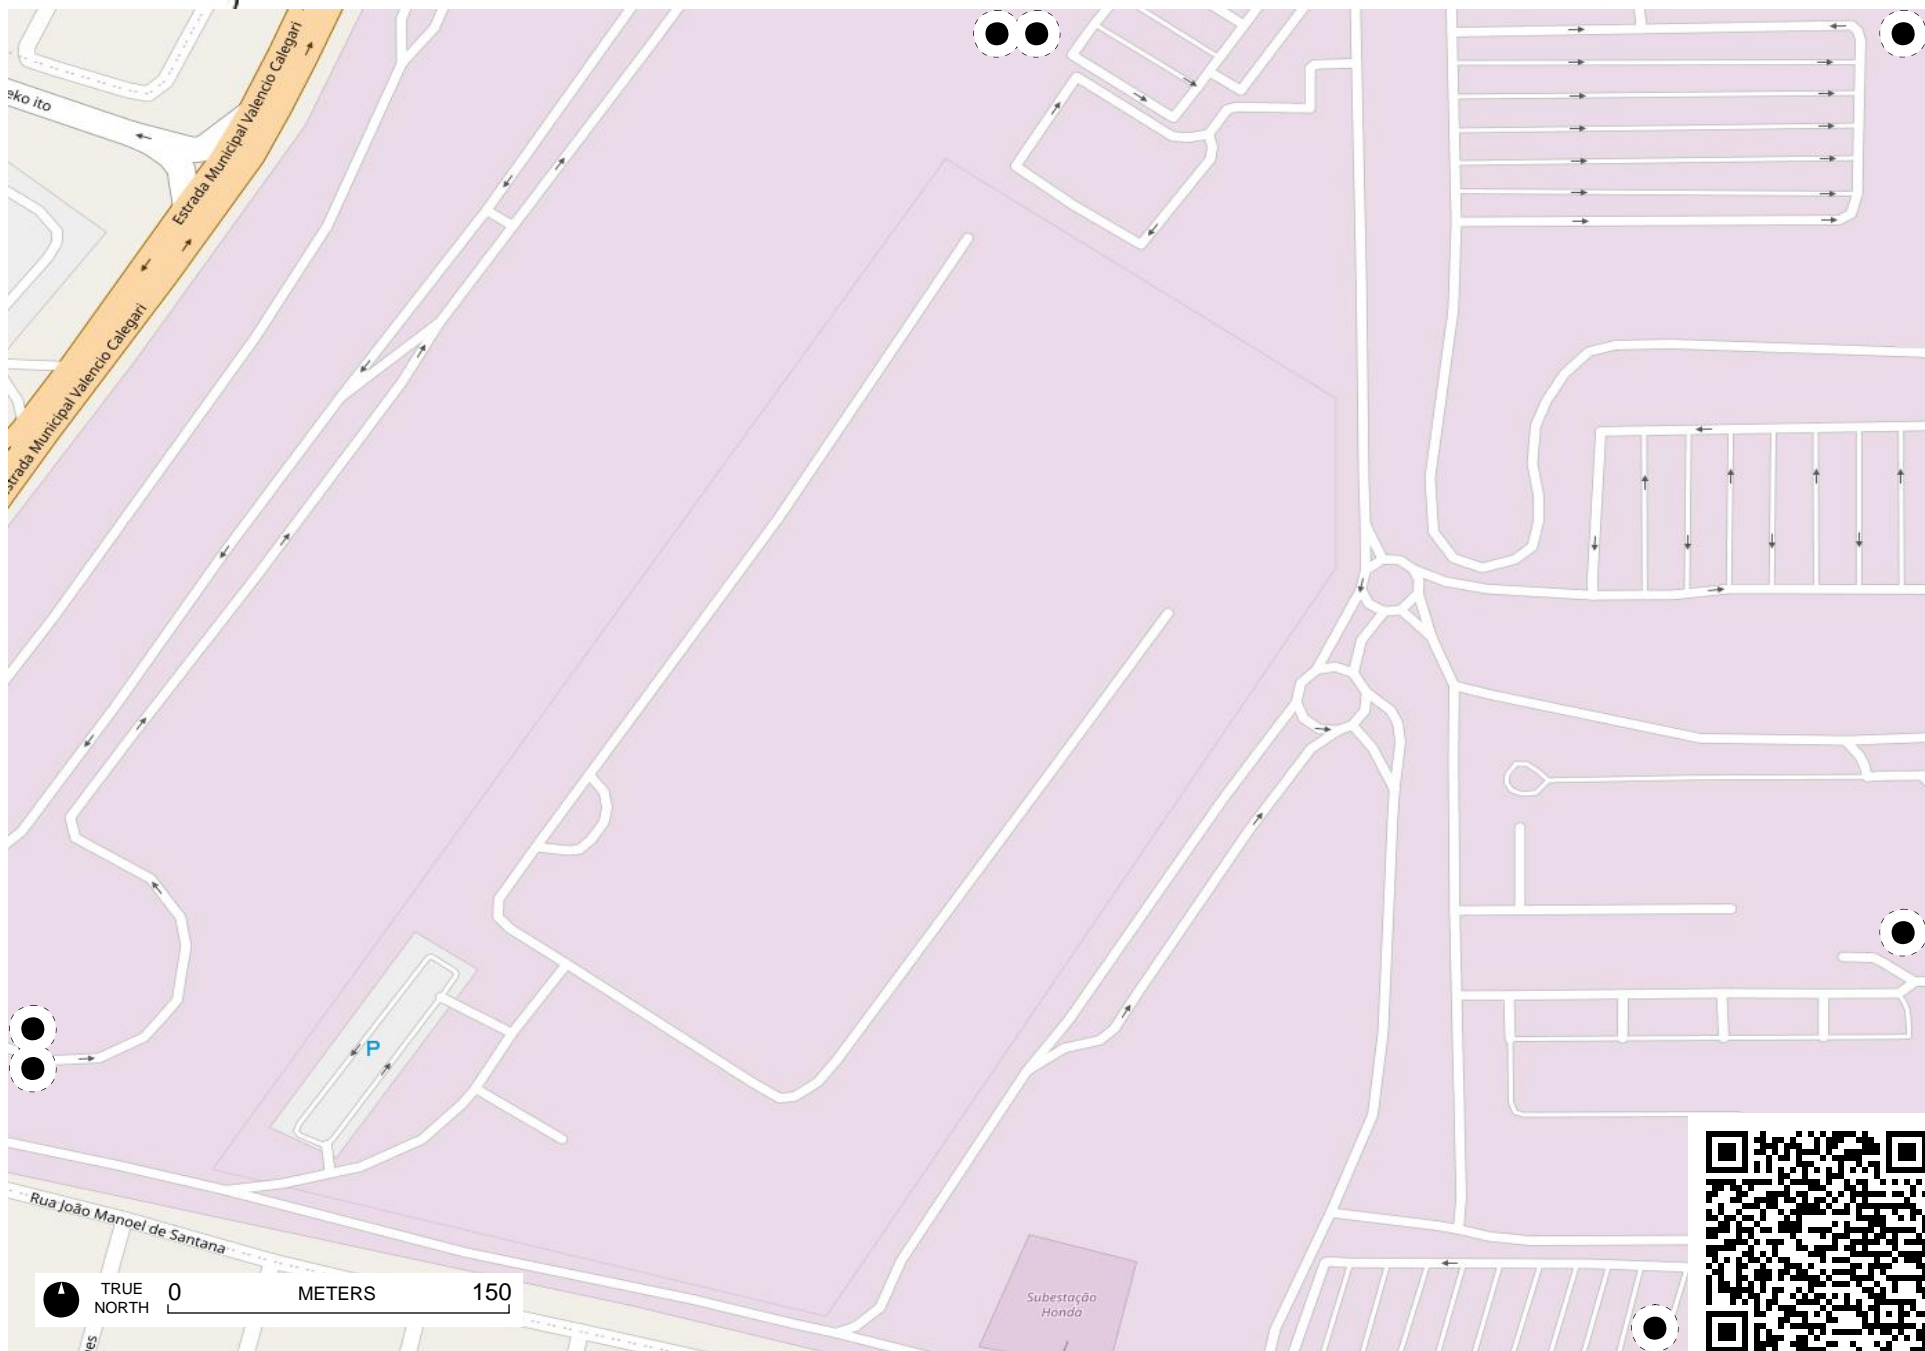 eko ito
Estrada Municipal Valencio Calegari
Estrada Municipal Valencio Calegari
P
Rua João Manoel de Santana
TRUE
NORTH
0
METERS
150
Subestação
Honda